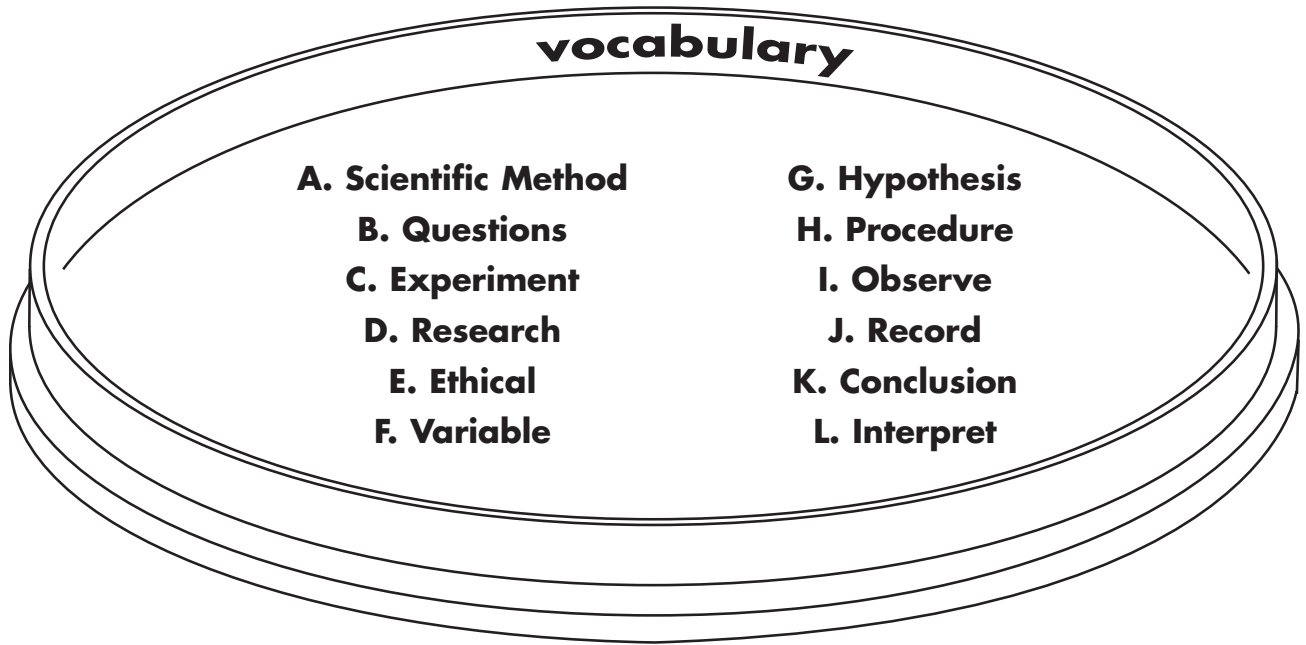 vocabulary
A. Scientific Method
B. Questions
C. Experiment
D. Research
E. Ethical
F. Variable
G. Hypothesis
H. Procedure
I. Observe
J. Record
K. Conclusion
L. Interpret